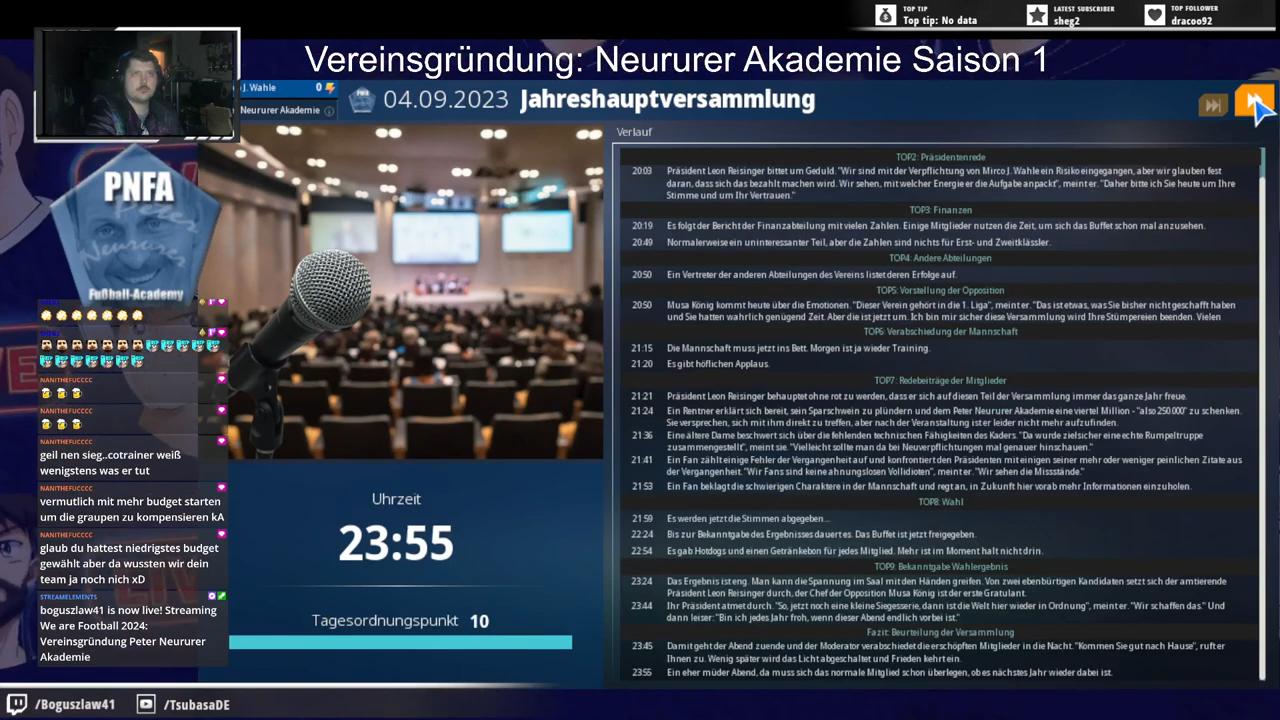 TOP TIP
Top tip: No data
LATEST SUBSCRIBER
sheg2
TOP FOLLOWER
dracoo92
Vereinsgründung: Neururer Akademie Saison 1
J. Wahle
0
Neururer Akademie
04.09.2023 Jahreshauptversammlung
PNFA
Peter
Neururer
Fußball-Academy
NANITHEFUCCCC
NANITHEFUCCCC
NANITHEFUCCCC
geil nen sieg..cotrainer weiß
wenigstens was er tut
NANITHEFUCCCC
vermutlich mit mehr budget starten
um die graupen zu kompensieren kA
NANITHEFUCCCC
glaub du hattest niedrigstes budget
gewählt aber da wussten wir dein
team ja noch nich xD
STREAMELEMENTS
boguszlaw41 is now live! Streaming
We are Football 2024:
Vereinsgründung Peter Neururer
Akademie
Uhrzeit
23:55
Tagesordnungspunkt 10
Verlauf
TOP2: Präsidentenrede
20:03 Präsident Leon Reisinger bittet um Geduld. "Wir sind mit der Verpflichtung von Mirco J. Wahle ein Risiko eingegangen, aber wir glauben fest
daran, dass sich das bezahlt machen wird. Wir sehen, mit welcher Energie er die Aufgabe anpackt", meint er. "Daher bitte ich Sie heute um Ihre
Stimme und um Ihr Vertrauen."
TOP3: Finanzen
20:19 Es folgt der Bericht der Finanzabteilung mit vielen Zahlen. Einige Mitglieder nutzen die Zeit, um sich das Buffet schon mal anzusehen.
20:49 Normalerweise ein uninteressanter Teil, aber die Zahlen sind nichts für Erst- und Zweitklässler.
TOP4: Andere Abteilungen
20:50 Ein Vertreter der anderen Abteilungen des Vereins listet deren Erfolge auf.
TOP5: Vorstellung der Opposition
20:50 Musa König kommt heute über die Emotionen. "Dieser Verein gehört in die 1. Liga", meint er. "Das ist etwas, was Sie bisher nicht geschafft haben
und Sie hatten wahrlich genügend Zeit. Aber die ist jetzt um. Ich bin mir sicher diese Versammlung wird Ihre Stümpereien beenden. Vielen
TOP6: Verabschiedung der Mannschaft
21:15 Die Mannschaft muss jetzt ins Bett. Morgen ist ja wieder Training.
21:20 Es gibt höflichen Applaus.
TOP7: Redebeiträge der Mitglieder
21:21 Präsident Leon Reisinger behauptet ohne rot zu werden, dass er sich auf diesen Teil der Versammlung immer das ganze Jahr freue.
21:24 Ein Rentner erklärt sich bereit, sein Sparschwein zu plündern und dem Peter Neururer Akademie eine viertel Million - "also 250.000" zu schenken.
Sie versprechen, sich mit ihm direkt zu treffen, aber nach der Veranstaltung ist er leider nicht mehr aufzufinden.
21:36 Eine ältere Dame beschwert sich über die fehlenden technischen Fähigkeiten des Kaders. "Da wurde zielsicher eine echte Rumpeltruppe
zusammengestellt", meint sie. "Vielleicht sollte man da bei Neuverpflichtungen mal genauer hinschauen."
21:41 Ein Fan zählt einige Fehler der Vergangenheit auf und konfrontiert den Präsidenten mit einigen seiner mehr oder weniger peinlichen Zitate aus
der Vergangenheit. "Wir Fans sind keine ahnungslosen Vollidioten", meint er. "Wir sehen die Missstände."
21:53 Ein Fan beklagt die schwierigen Charaktere in der Mannschaft und regt an, in Zukunft hier vorab mehr Informationen einzuholen.
TOP8: Wahl
21:59 Es werden jetzt die Stimmen abgegeben...
22:24 Bis zur Bekanntgabe des Ergebnisses dauert es. Das Buffet ist jetzt freigegeben.
22:54 Es gab Hotdogs und einen Getränkebon für jedes Mitglied. Mehr ist im Moment halt nicht drin.
TOP9: Bekanntgabe Wahlergebnis
23:24 Das Ergebnis ist eng. Man kann die Spannung im Saal mit den Händen greifen. Von zwei ebenbürtigen Kandidaten setzt sich der amtierende
Präsident Leon Reisinger durch, der Chef der Opposition Musa König ist der erste Gratulant.
23:44 Ihr Präsident atmet durch. "So, jetzt noch eine kleine Siegesserie, dann ist die Welt hier wieder in Ordnung", meint er. "Wir schaffen das." Und
dann leiser: "Bin ich jedes Jahr froh, wenn dieser Abend endlich vorbei ist."
Fazit: Beurteilung der Versammlung
23:45 Damit geht der Abend zuende und der Moderator verabschiedet die erschöpften Mitglieder in die Nacht. "Kommen Sie gut nach Hause", ruft er
Ihnen zu. Wenig später wird das Licht abgeschaltet und Frieden kehrt ein.
23:55 Ein eher müder Abend, da muss sich das normale Mitglied schon überlegen, ob es nächstes Jahr wieder dabei ist.
/Boguszlaw41
/TsubasaDE